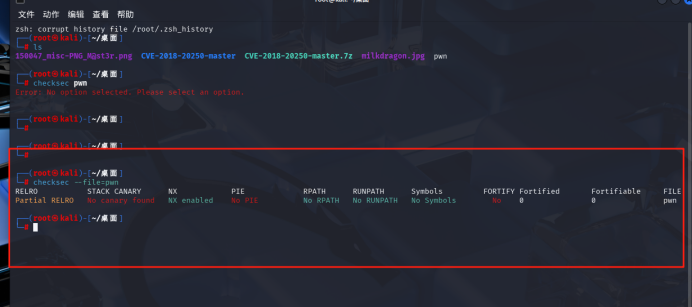 root@kali: ~/桌面
文件 动作 编辑 查看 帮助
zsh: corrupt history file /root/.zsh_history
┌──(root㉿kali)-[~/桌面]
└─# ls
150047_misc-PNG_M@st3r.png CVE-2018-20250-master CVE-2018-20250-master.7z milkdragon.jpg pwn
┌──(root㉿kali)-[~/桌面]
└─# checksec pwn
Error: No option selected. Please select an option.
┌──(root㉿kali)-[~/桌面]
└─#
┌──(root㉿kali)-[~/桌面]
└─#
┌──(root㉿kali)-[~/桌面]
└─# checksec --file=pwn
RELRO STACK CANARY NX PIE RPATH RUNPATH Symbols FORTIFY Fortified Fortifiable FILE
Partial RELRO No canary found NX enabled No PIE No RPATH No RUNPATH No Symbols No 0 0 pwn
┌──(root㉿kali)-[~/桌面]
└─#